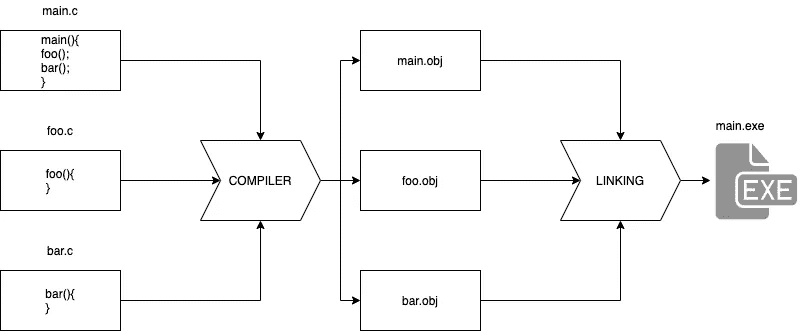 main.c
main(){
foo();
bar();
}
foo.c
foo(){
}
bar.c
bar(){
}
COMPILER
main.obj
foo.obj
bar.obj
LINKING
main.exe
EXE